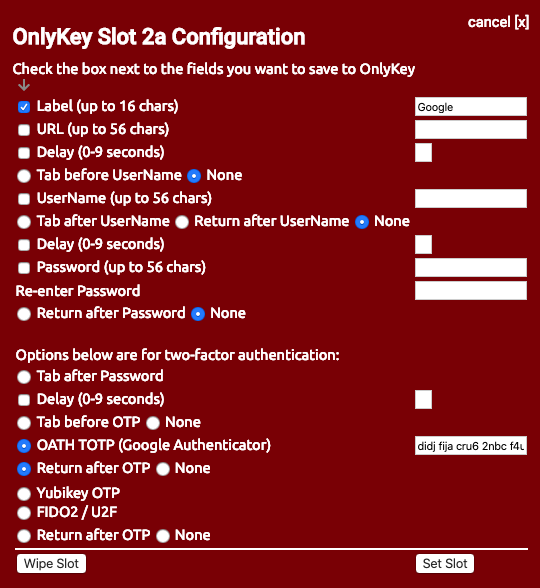 cancel [x]
OnlyKey Slot 2a Configuration
Check the box next to the fields you want to save to OnlyKey
Label (up to 16 chars) Google
URL (up to 56 chars)
Delay (0-9 seconds)
Tab before UserName None
UserName (up to 56 chars)
Tab after UserName Return after UserName None
Delay (0-9 seconds)
Password (up to 56 chars)
Re-enter Password
Return after Password None
Options below are for two-factor authentication:
Tab after Password
Delay (0-9 seconds)
Tab before OTP None
OATH TOTP (Google Authenticator) didj fija cru6 2nbc f4u
Return after OTP None
Yubikey OTP
FIDO2 / U2F
Return after OTP None
Wipe Slot Set Slot